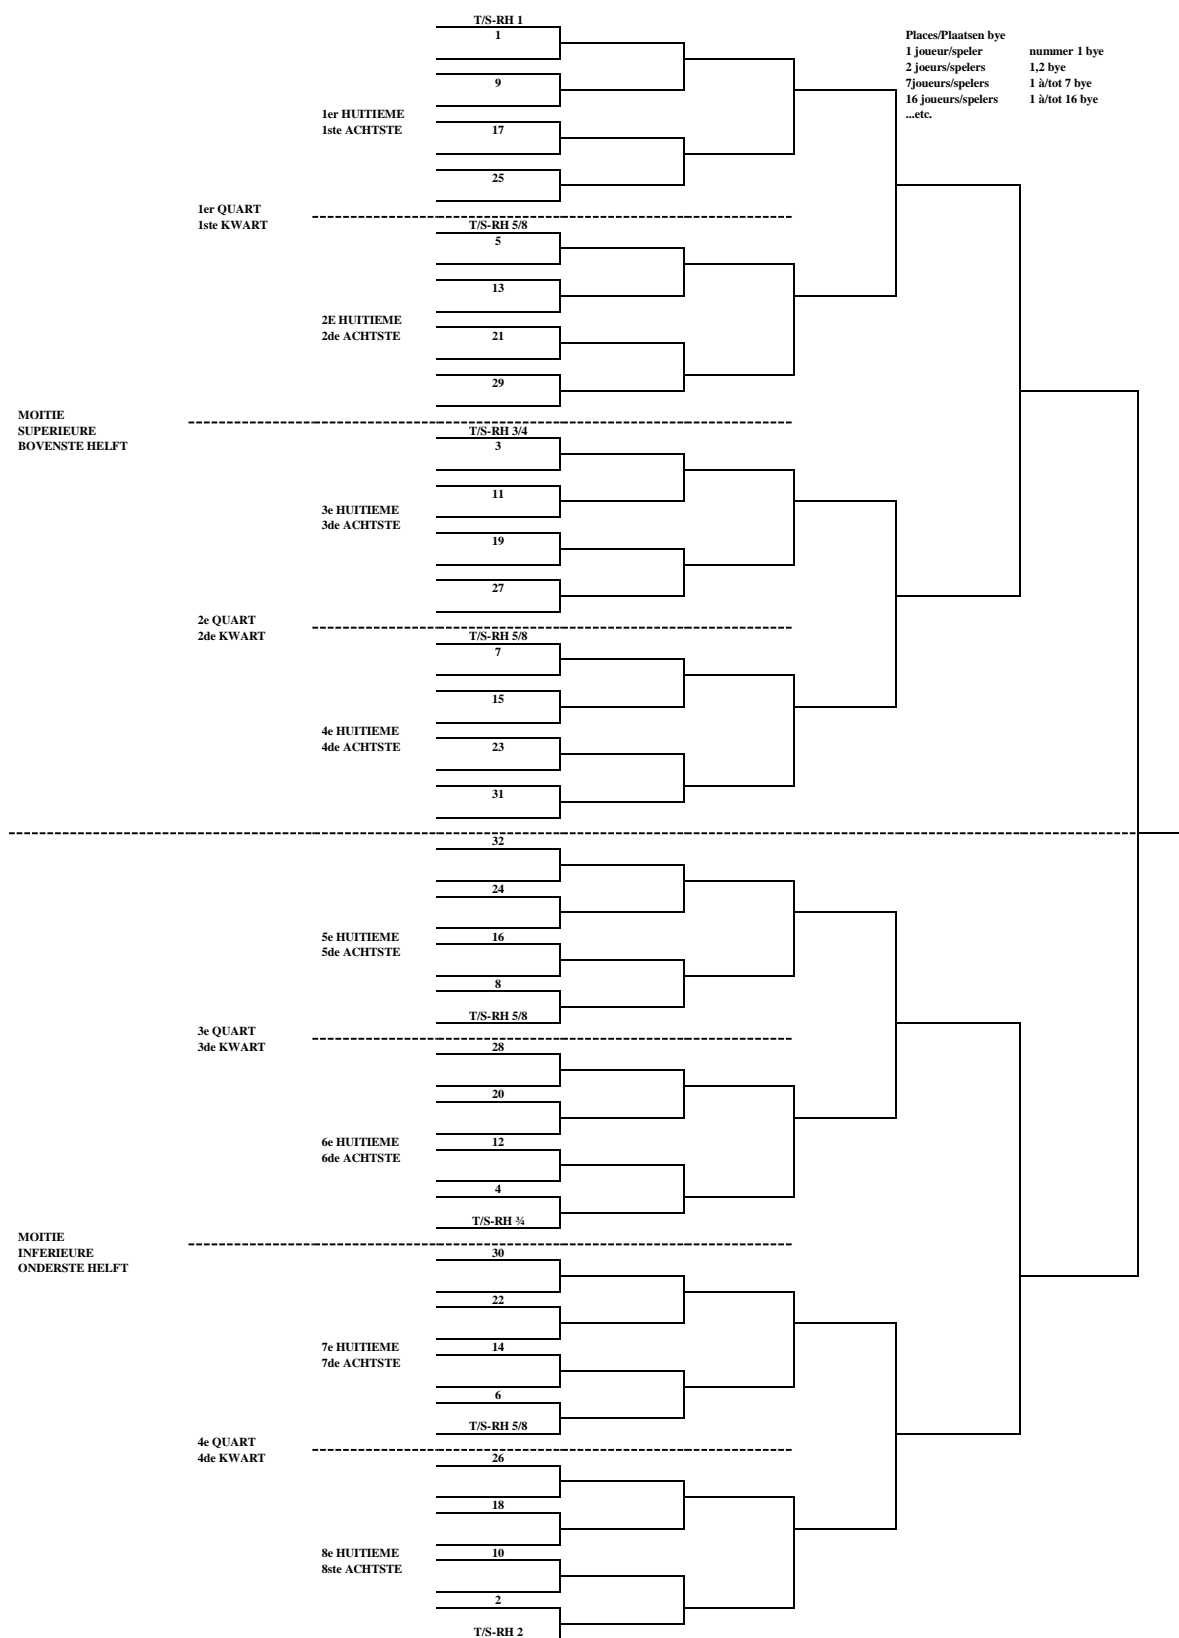 T/S-RH 1
1
Places/Plaatsen bye
1 joueur/speler nummer 1 bye
2 joeurs/spelers 1,2 bye
7joueurs/spelers 1 à/tot 7 bye
16 joueurs/spelers 1 à/tot 16 bye
...etc.
9
1er HUITIEME
1ste ACHTSTE
17
25
1er QUART
1ste KWART
T/S-RH 5/8
5
13
2E HUITIEME
2de ACHTSTE
21
29
MOITIE
SUPERIEURE
BOVENSTE HELFT
T/S-RH 3/4
3
11
3e HUITIEME
3de ACHTSTE
19
27
2e QUART
2de KWART
T/S-RH 5/8
7
15
4e HUITIEME
4de ACHTSTE
23
31
32
24
5e HUITIEME
5de ACHTSTE
16
8
T/S-RH 5/8
3e QUART
3de KWART
28
20
6e HUITIEME
6de ACHTSTE
12
4
T/S-RH ¾
MOITIE
INFERIEURE
ONDERSTE HELFT
30
22
7e HUITIEME
7de ACHTSTE
14
6
T/S-RH 5/8
4e QUART
4de KWART
26
18
8e HUITIEME
8ste ACHTSTE
10
2
T/S-RH 2